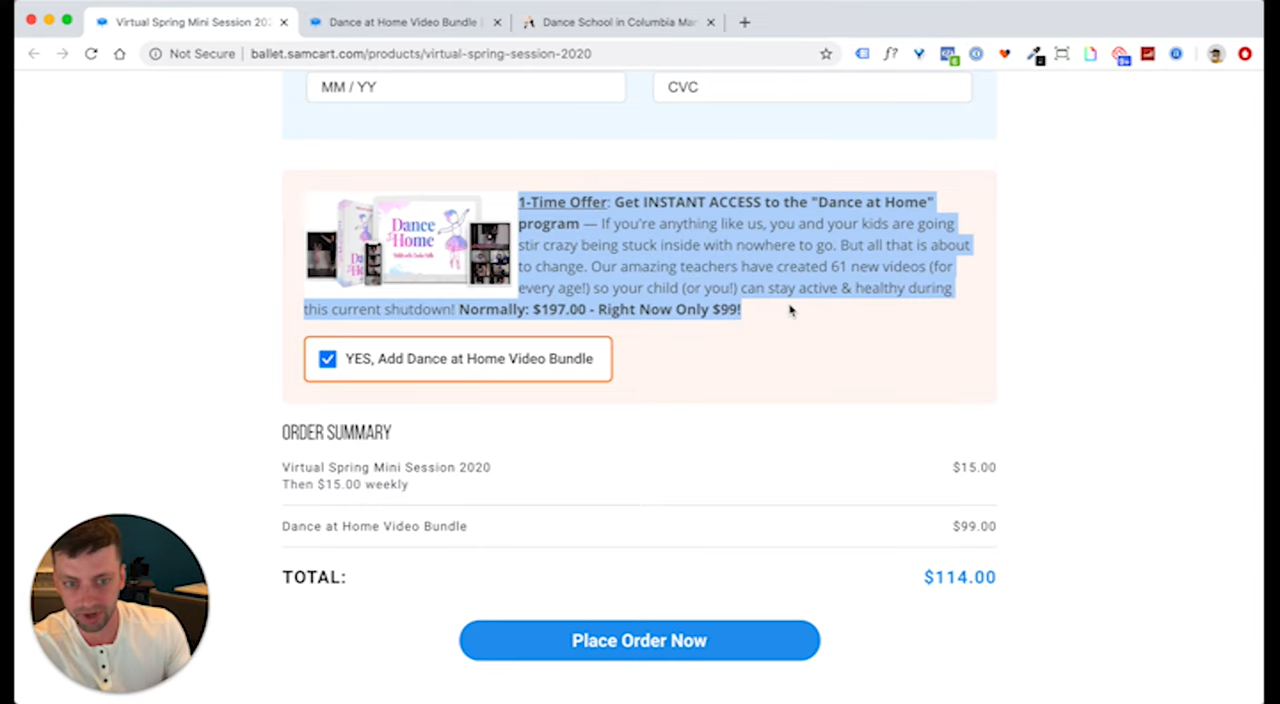 Virtual Spring Mini Session 202
Dance at Home Video Bundle |
Dance School in Columbia Mar
Not Secure | ballet.samcart.com/products/virtual-spring-session-2020
f?
MM / YY
CVC
1-Time Offer: Get INSTANT ACCESS to the "Dance at Home"
program — If you're anything like us, you and your kids are going
stir crazy being stuck inside with nowhere to go. But all that is about
to change. Our amazing teachers have created 61 new videos (for
every age!) so your child (or you!) can stay active & healthy during
this current shutdown! Normally: $197.00 - Right Now Only $99!
Dance
Home
YES, Add Dance at Home Video Bundle
ORDER SUMMARY
Virtual Spring Mini Session 2020
$15.00
Then $15.00 weekly
Dance at Home Video Bundle
$99.00
TOTAL:
$114.00
Place Order Now